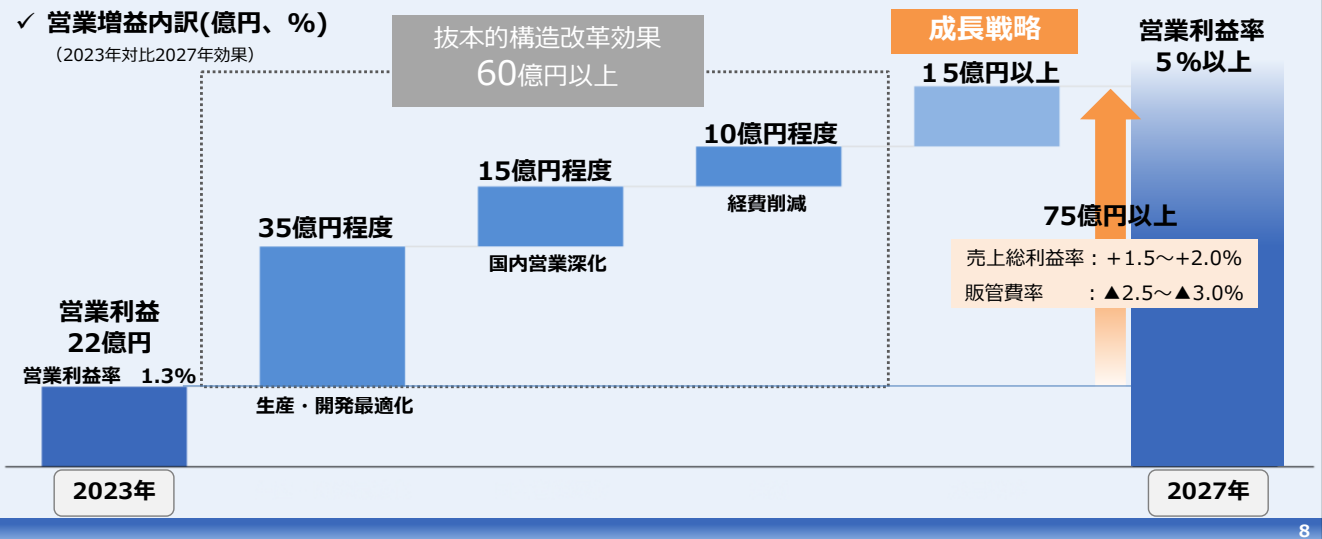 ✓ 営業増益内訳(億円、%)
（2023年対比2027年効果）
抜本的構造改革効果
60億円以上
成長戦略
15億円以上
営業利益率
5%以上
10億円程度
経費削減
15億円程度
国内営業深化
35億円程度
生産・開発最適化
75億円以上
売上総利益率：+1.5～+2.0%
販管費率　　：▲2.5～▲3.0%
営業利益
22億円
営業利益率　1.3%
2023年
2027年
8